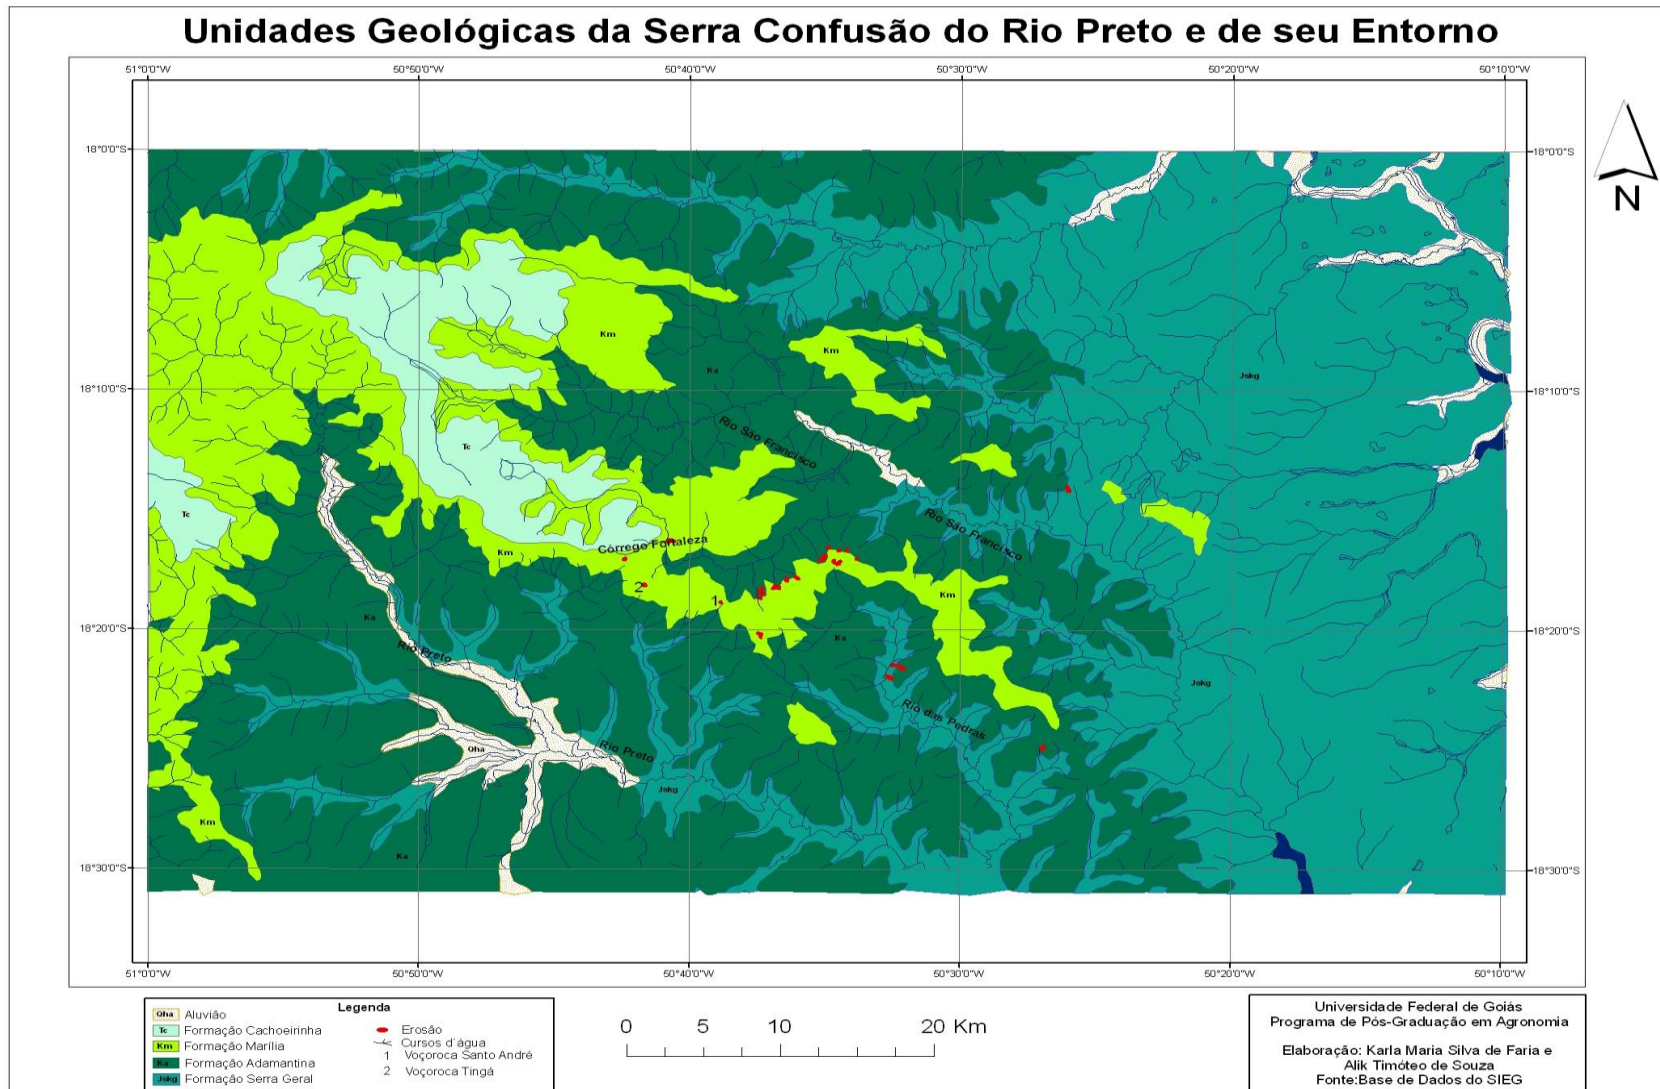 Unidades Geológicas da Serra Confusão do Rio Preto e de seu Entorno
51°0'0"W 50°50'0"W 50°40'0"W 50°30'0"W 50°20'0"W 50°10'0"W
18°0'0"S 18°0'0"S
N
Km
Km
Ka
Jskg
18°10'0"S 18°10'0"S
Rio São Francisco
Tc
Tc
Rio São Francisco
Córrego Fortaleza
Km
2
1
Km
Ka
Ka
18°20'0"S 18°20'0"S
Rio Preto
Jskg
Rio das Pedras
Qha
Rio Preto
Jskg
Km
Ka
18°30'0"S 18°30'0"S
51°0'0"W 50°50'0"W 50°40'0"W 50°30'0"W 50°20'0"W 50°10'0"W
Legenda
Qha Aluvião
Tc Formação Cachoeirinha
Km Formação Marília
Ka Formação Adamantina
Jskg Formação Serra Geral
Erosão
Cursos d'água
1 Voçoroca Santo André
2 Voçoroca Tingá
0 5 10 20 Km
Universidade Federal de Goiás
Programa de Pós-Graduação em Agronomia
Elaboração: Karla Maria Silva de Faria e
Alik Timóteo de Souza
Fonte:Base de Dados do SIEG